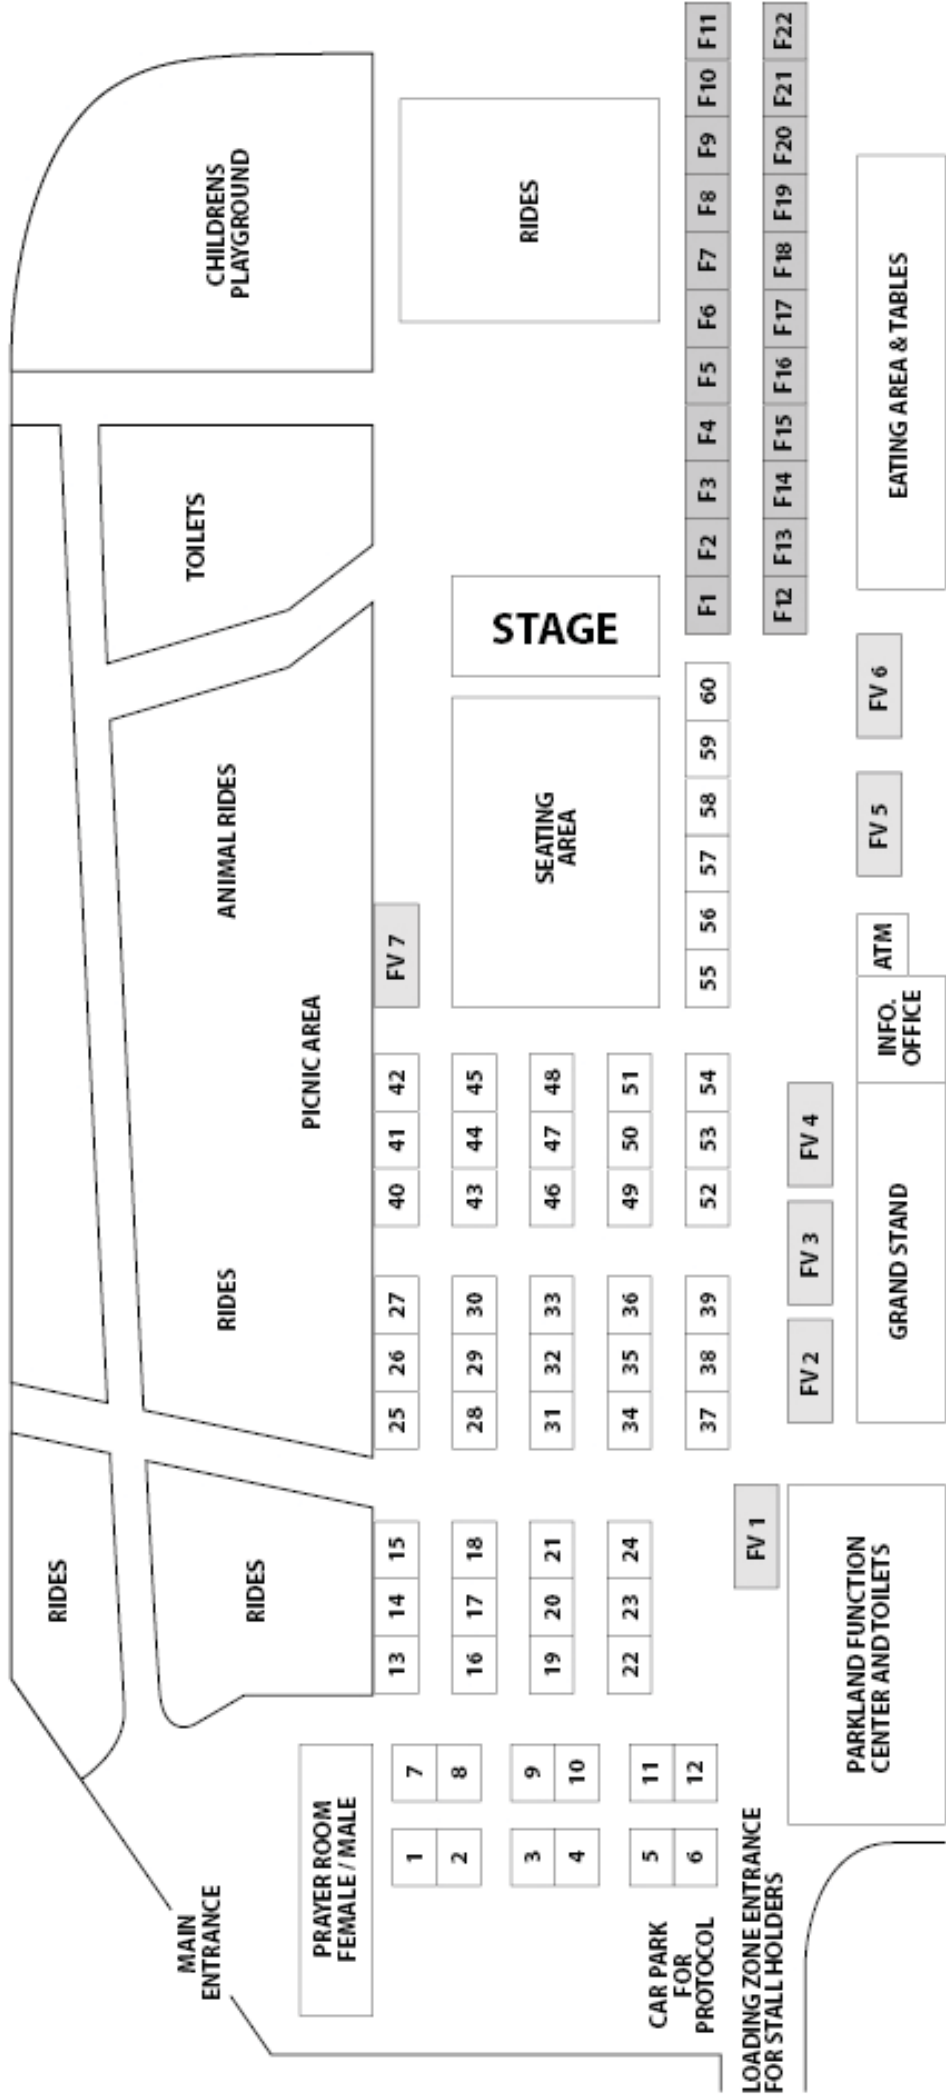 CHILDRENS
PLAYGROUND
RIDES
F11
F10
F9
F8
F7
F6
F5
F4
F3
F2
F1
F22
F21
F20
F19
F18
F17
F16
F15
F14
F13
F12
EATING AREA & TABLES
TOILETS
STAGE
ANIMAL RIDES
SEATING
AREA
FV 7
PICNIC AREA
RIDES
60
59
58
57
56
55
FV 6
FV 5
ATM
INFO.
OFFICE
42
41
40
45
44
43
48
47
46
51
50
49
54
53
52
FV 4
FV 3
FV 2
GRAND STAND
27
26
25
30
29
28
33
32
31
36
35
34
39
38
37
RIDES
RIDES
15
14
13
18
17
16
21
20
19
24
23
22
FV 1
PARKLAND FUNCTION
CENTER AND TOILETS
PRAYER ROOM
FEMALE / MALE
7
8
9
10
11
12
1
2
3
4
5
6
MAIN
ENTRANCE
CAR PARK
FOR
PROTOCOL
LOADING ZONE ENTRANCE
FOR STALL HOLDERS